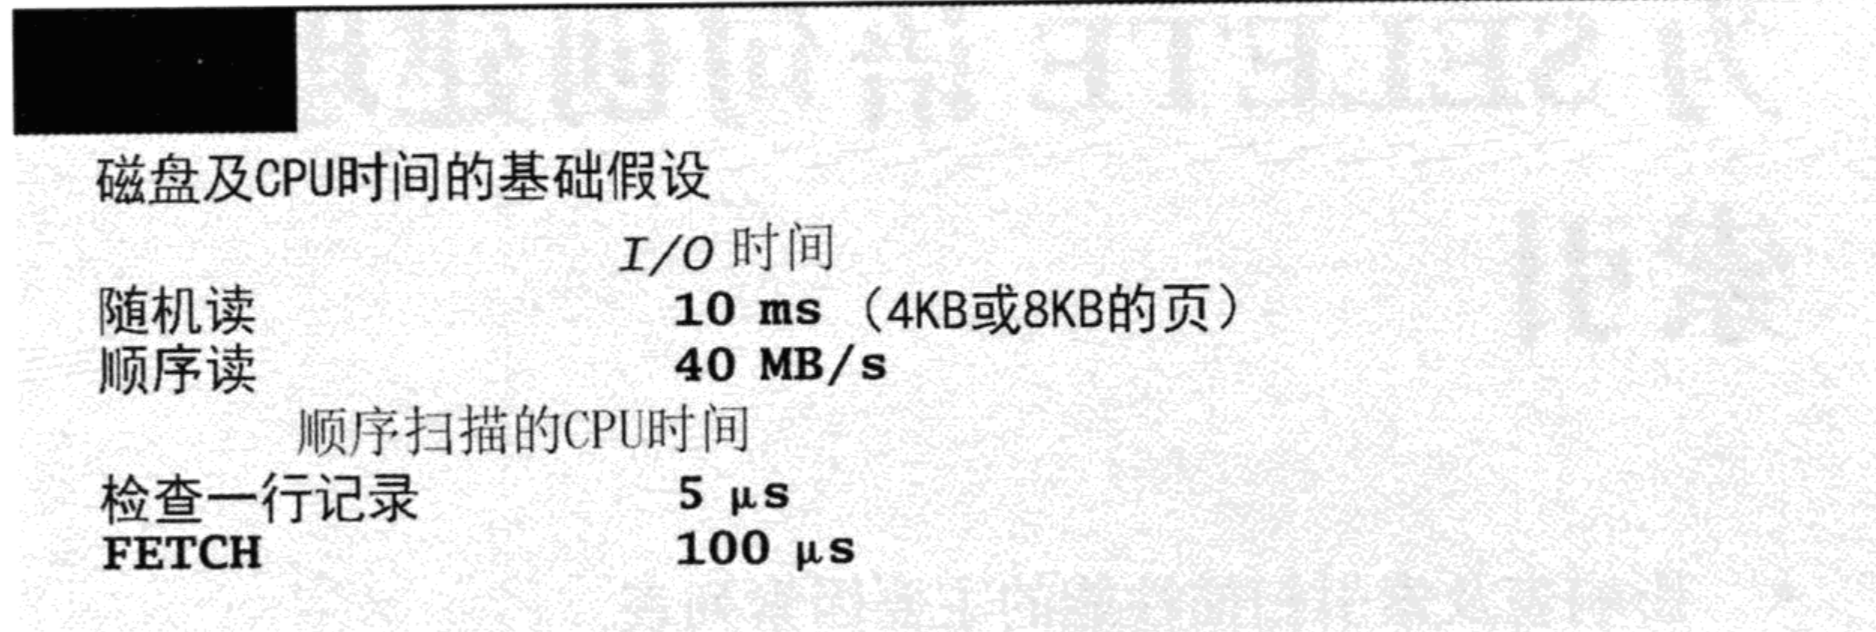 磁盘及CPU时间的基础假设
I/O 时间
随机读 10 ms (4KB或8KB的页)
顺序读 40 MB/s
顺序扫描的CPU时间
检查一行记录 5 μs
FETCH 100 μs